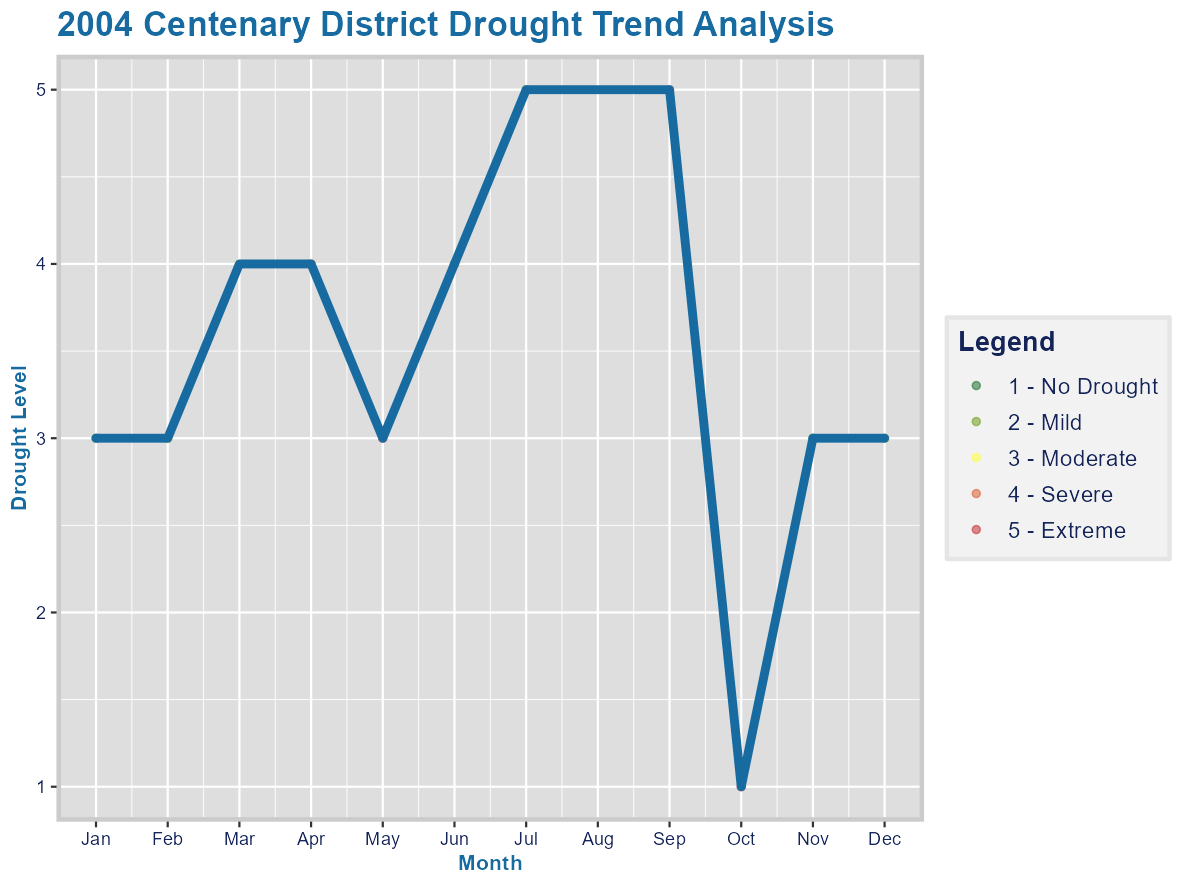 2004 Centenary District Drought Trend Analysis
Drought Level
5
4
3
2
1
Jan Feb Mar Apr May Jun Jul Aug Sep Oct Nov Dec
Month
Legend
1 - No Drought
2 - Mild
3 - Moderate
4 - Severe
5 - Extreme